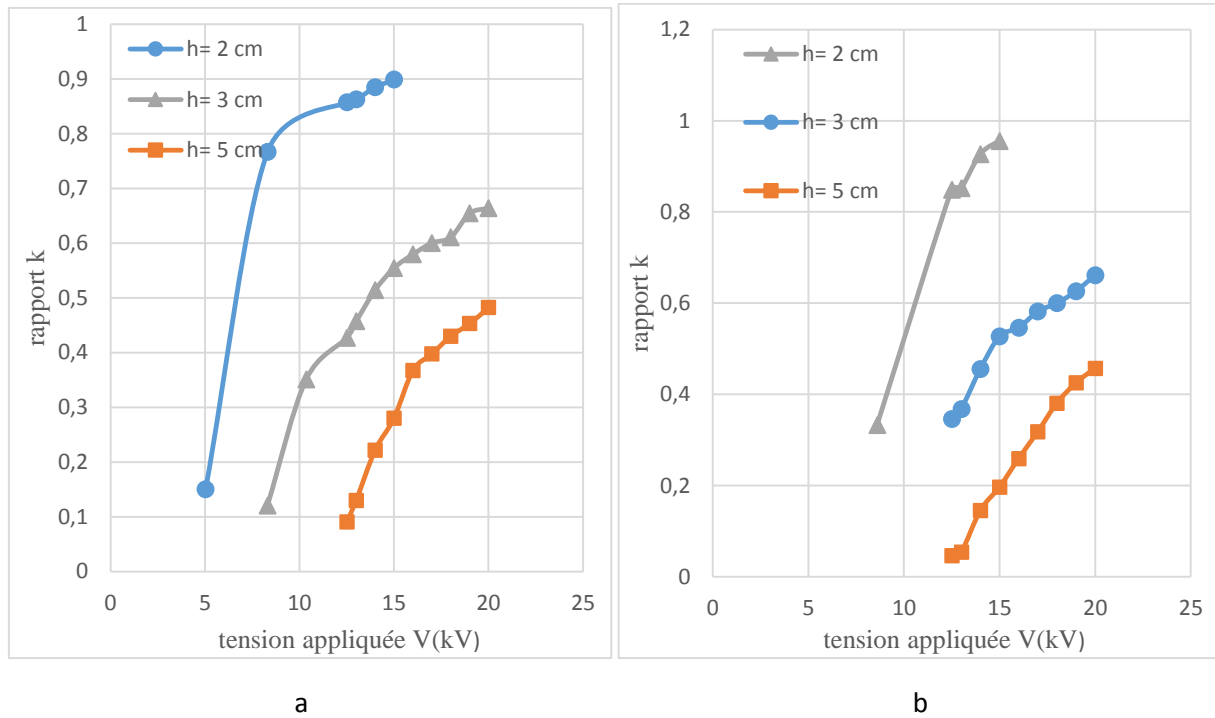 1
0,9
0,8
0,7
0,6
0,5
0,4
0,3
0,2
0,1
0
0 5 10 15 20 25
rapport k
tension appliquée V(kV)
h= 2 cm
h= 3 cm
h= 5 cm
a
1,2
1
0,8
0,6
0,4
0,2
0
0 5 10 15 20 25
rapport k
tension appliquée V(kV)
h= 2 cm
h= 3 cm
h= 5 cm
b